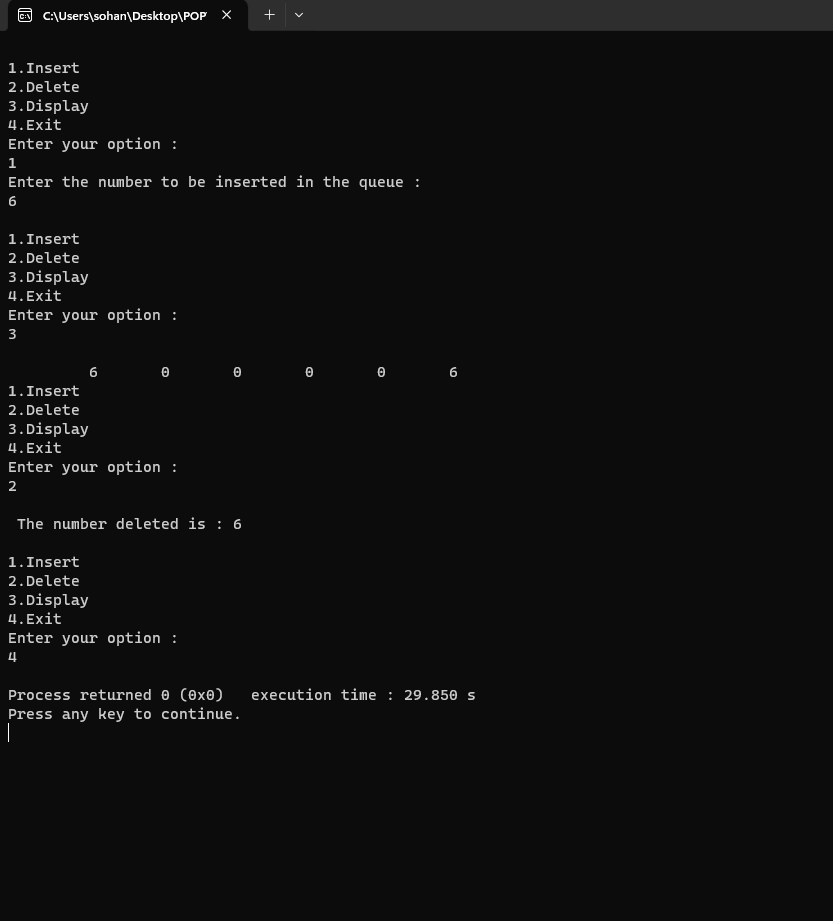 C:\Users\sohan\Desktop\POP'
1.Insert
2.Delete
3.Display
4.Exit
Enter your option :
1
Enter the number to be inserted in the queue :
6
1.Insert
2.Delete
3.Display
4.Exit
Enter your option :
3
6 0 0 0 0 6
1.Insert
2.Delete
3.Display
4.Exit
Enter your option :
2
The number deleted is : 6
1.Insert
2.Delete
3.Display
4.Exit
Enter your option :
4
Process returned 0 (0x0) execution time : 29.850 s
Press any key to continue.